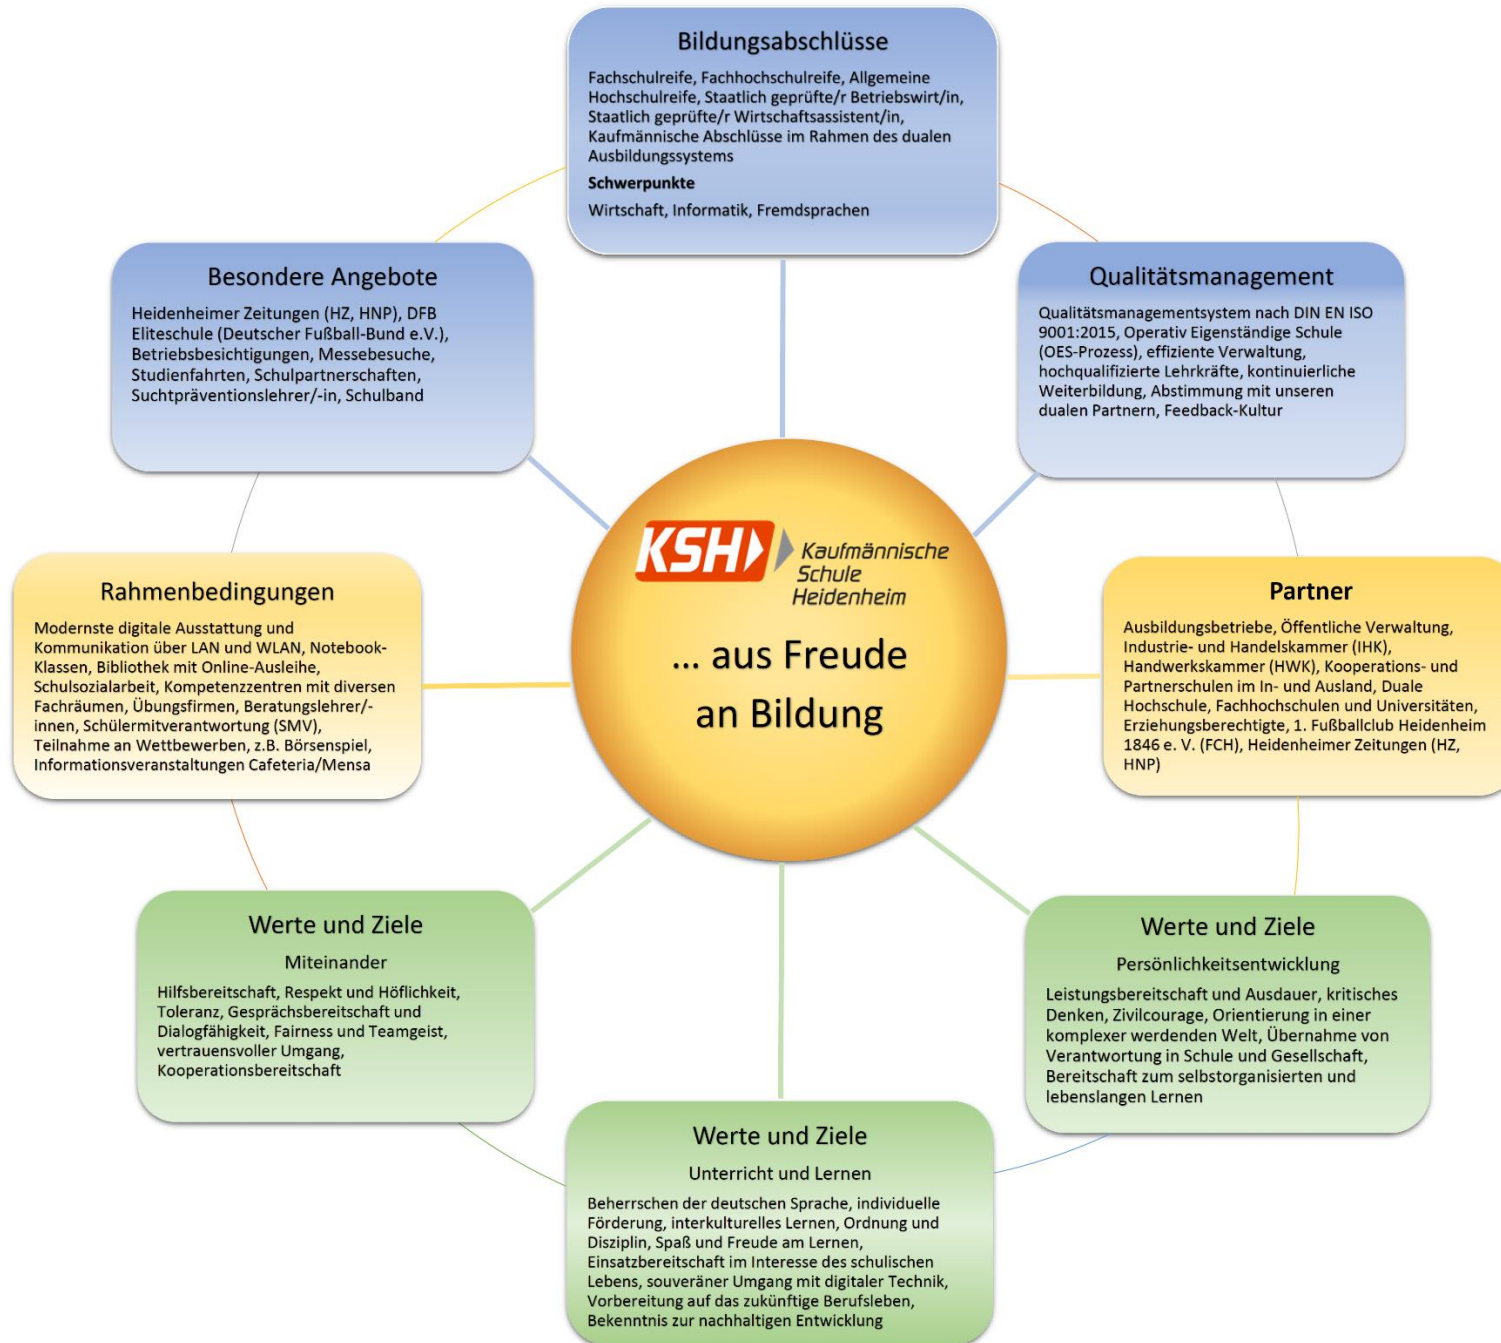 Bildungsabschlüsse
Fachschulreife, Fachhochschulreife, Allgemeine
Hochschulreife, Staatlich geprüfte/r Betriebswirt/in,
Staatlich geprüfte/r Wirtschaftsassistent/in,
Kaufmännische Abschlüsse im Rahmen des dualen
Ausbildungssystems
Schwerpunkte
Wirtschaft, Informatik, Fremdsprachen
Besondere Angebote
Heidenheimer Zeitungen (HZ, HNP), DFB
Eliteschule (Deutscher Fußball-Bund e.V.),
Betriebsbesichtigungen, Messebesuche,
Studienfahrten, Schulpartnerschaften,
Suchtpräventionslehrer/-in, Schulband
Qualitätsmanagement
Qualitätsmanagementsystem nach DIN EN ISO
9001:2015, Operativ Eigenständige Schule
(OES-Prozess), effiziente Verwaltung,
hochqualifizierte Lehrkräfte, kontinuierliche
Weiterbildung, Abstimmung mit unseren
dualen Partnern, Feedback-Kultur
KSH Kaufmännische
Schule
Heidenheim
... aus Freude
an Bildung
Rahmenbedingungen
Modernste digitale Ausstattung und
Kommunikation über LAN und WLAN, Notebook-
Klassen, Bibliothek mit Online-Ausleihe,
Schulsozialarbeit, Kompetenzzentren mit diversen
Fachräumen, Übungsfirmen, Beratungslehrer/-
innen, Schülermitverantwortung (SMV),
Teilnahme an Wettbewerben, z.B. Börsenspiel,
Informationsveranstaltungen Cafeteria/Mensa
Partner
Ausbildungsbetriebe, Öffentliche Verwaltung,
Industrie- und Handelskammer (IHK),
Handwerkskammer (HWK), Kooperations- und
Partnerschulen im In- und Ausland, Duale
Hochschule, Fachhochschulen und Universitäten,
Erziehungsberechtigte, 1. Fußballclub Heidenheim
1846 e. V. (FCH), Heidenheimer Zeitungen (HZ,
HNP)
Werte und Ziele
Miteinander
Hilfsbereitschaft, Respekt und Höflichkeit,
Toleranz, Gesprächsbereitschaft und
Dialogfähigkeit, Fairness und Teamgeist,
vertrauensvoller Umgang,
Kooperationsbereitschaft
Werte und Ziele
Persönlichkeitsentwicklung
Leistungsbereitschaft und Ausdauer, kritisches
Denken, Zivilcourage, Orientierung in einer
komplexer werdenden Welt, Übernahme von
Verantwortung in Schule und Gesellschaft,
Bereitschaft zum selbstorganisierten und
lebenslangen Lernen
Werte und Ziele
Unterricht und Lernen
Beherrschen der deutschen Sprache, individuelle
Förderung, interkulturelles Lernen, Ordnung und
Disziplin, Spaß und Freude am Lernen,
Einsatzbereitschaft im Interesse des schulischen
Lebens, souveräner Umgang mit digitaler Technik,
Vorbereitung auf das zukünftige Berufsleben,
Bekenntnis zur nachhaltigen Entwicklung